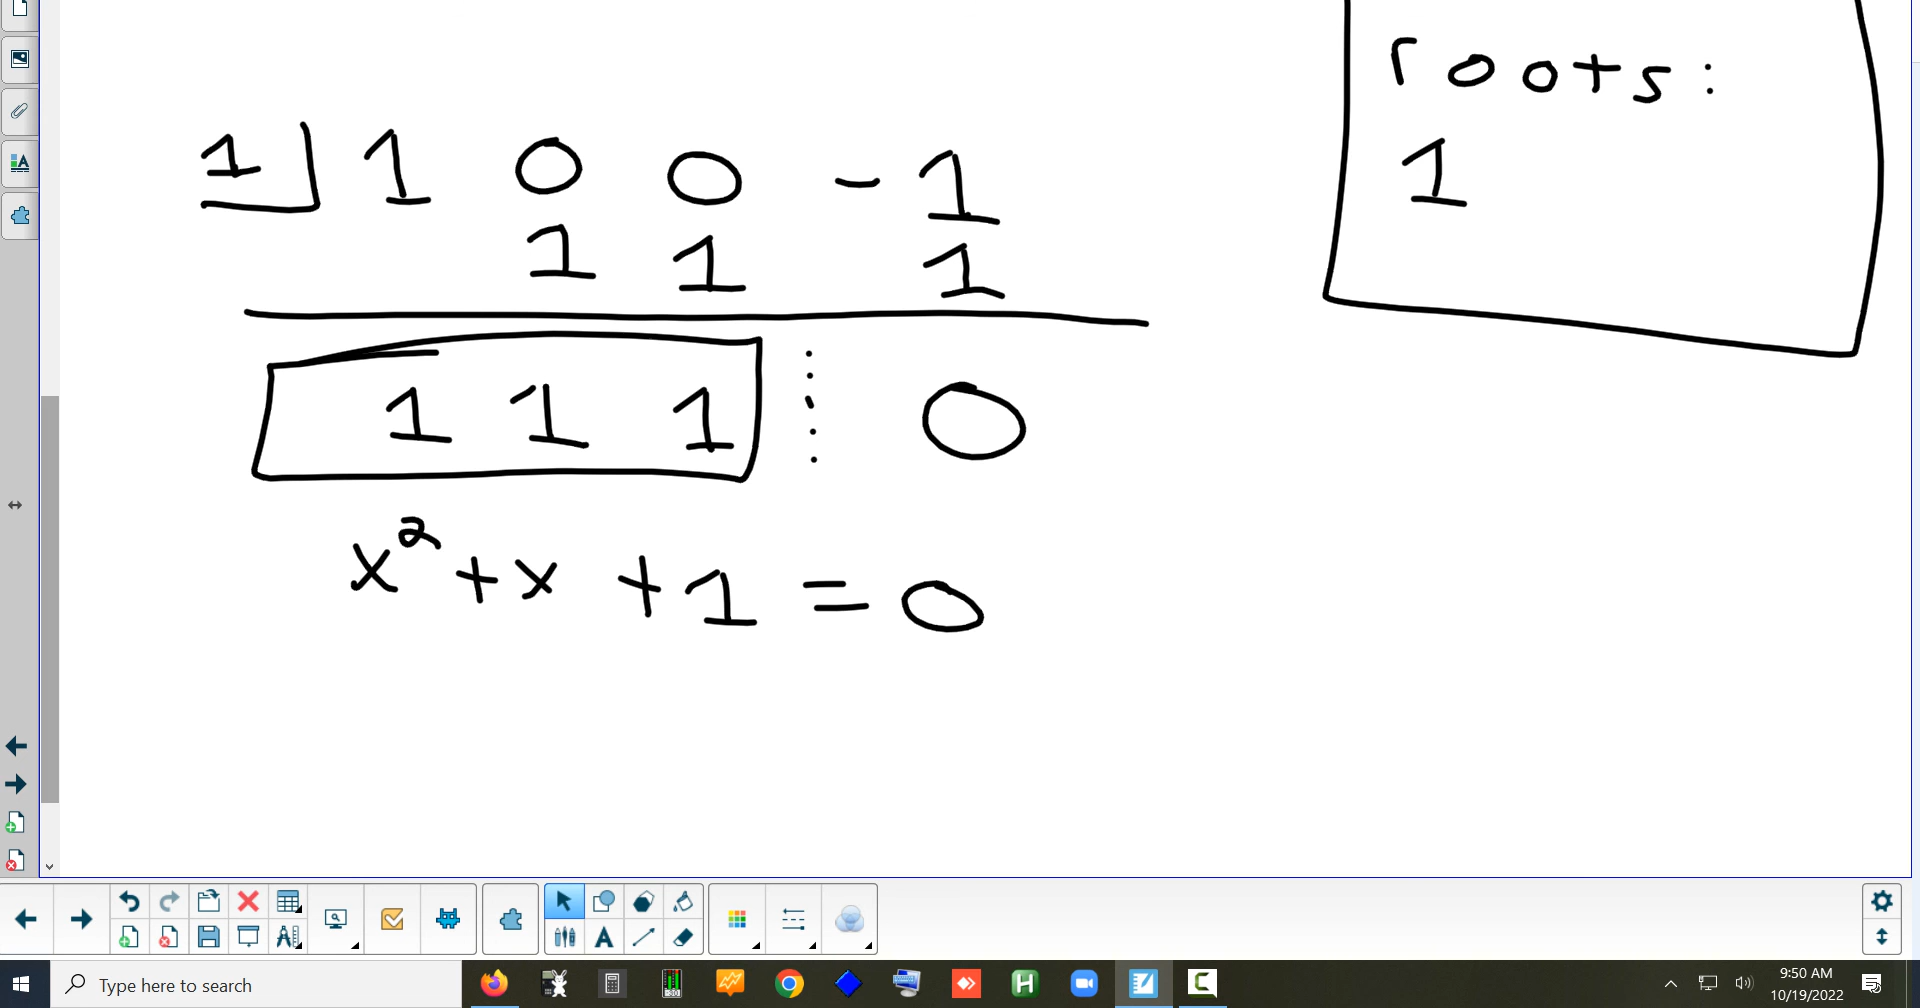 roots:
1
1 1 0 0 -1
1 1 1
1 1 1 0
x² + x + 1 = 0
Type here to search
9:50 AM
10/19/2022